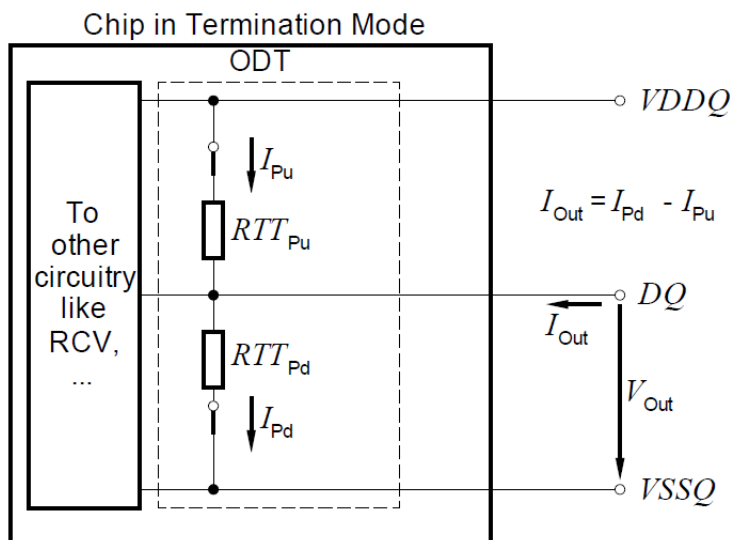 Chip in Termination Mode
ODT
VDDQ
I_Pu
To
other
circuitry
like
RCV,
...
RTT_Pu
I_Out = I_Pd - I_Pu
DQ
I_Out
RTT_Pd
V_Out
I_Pd
VSSQ